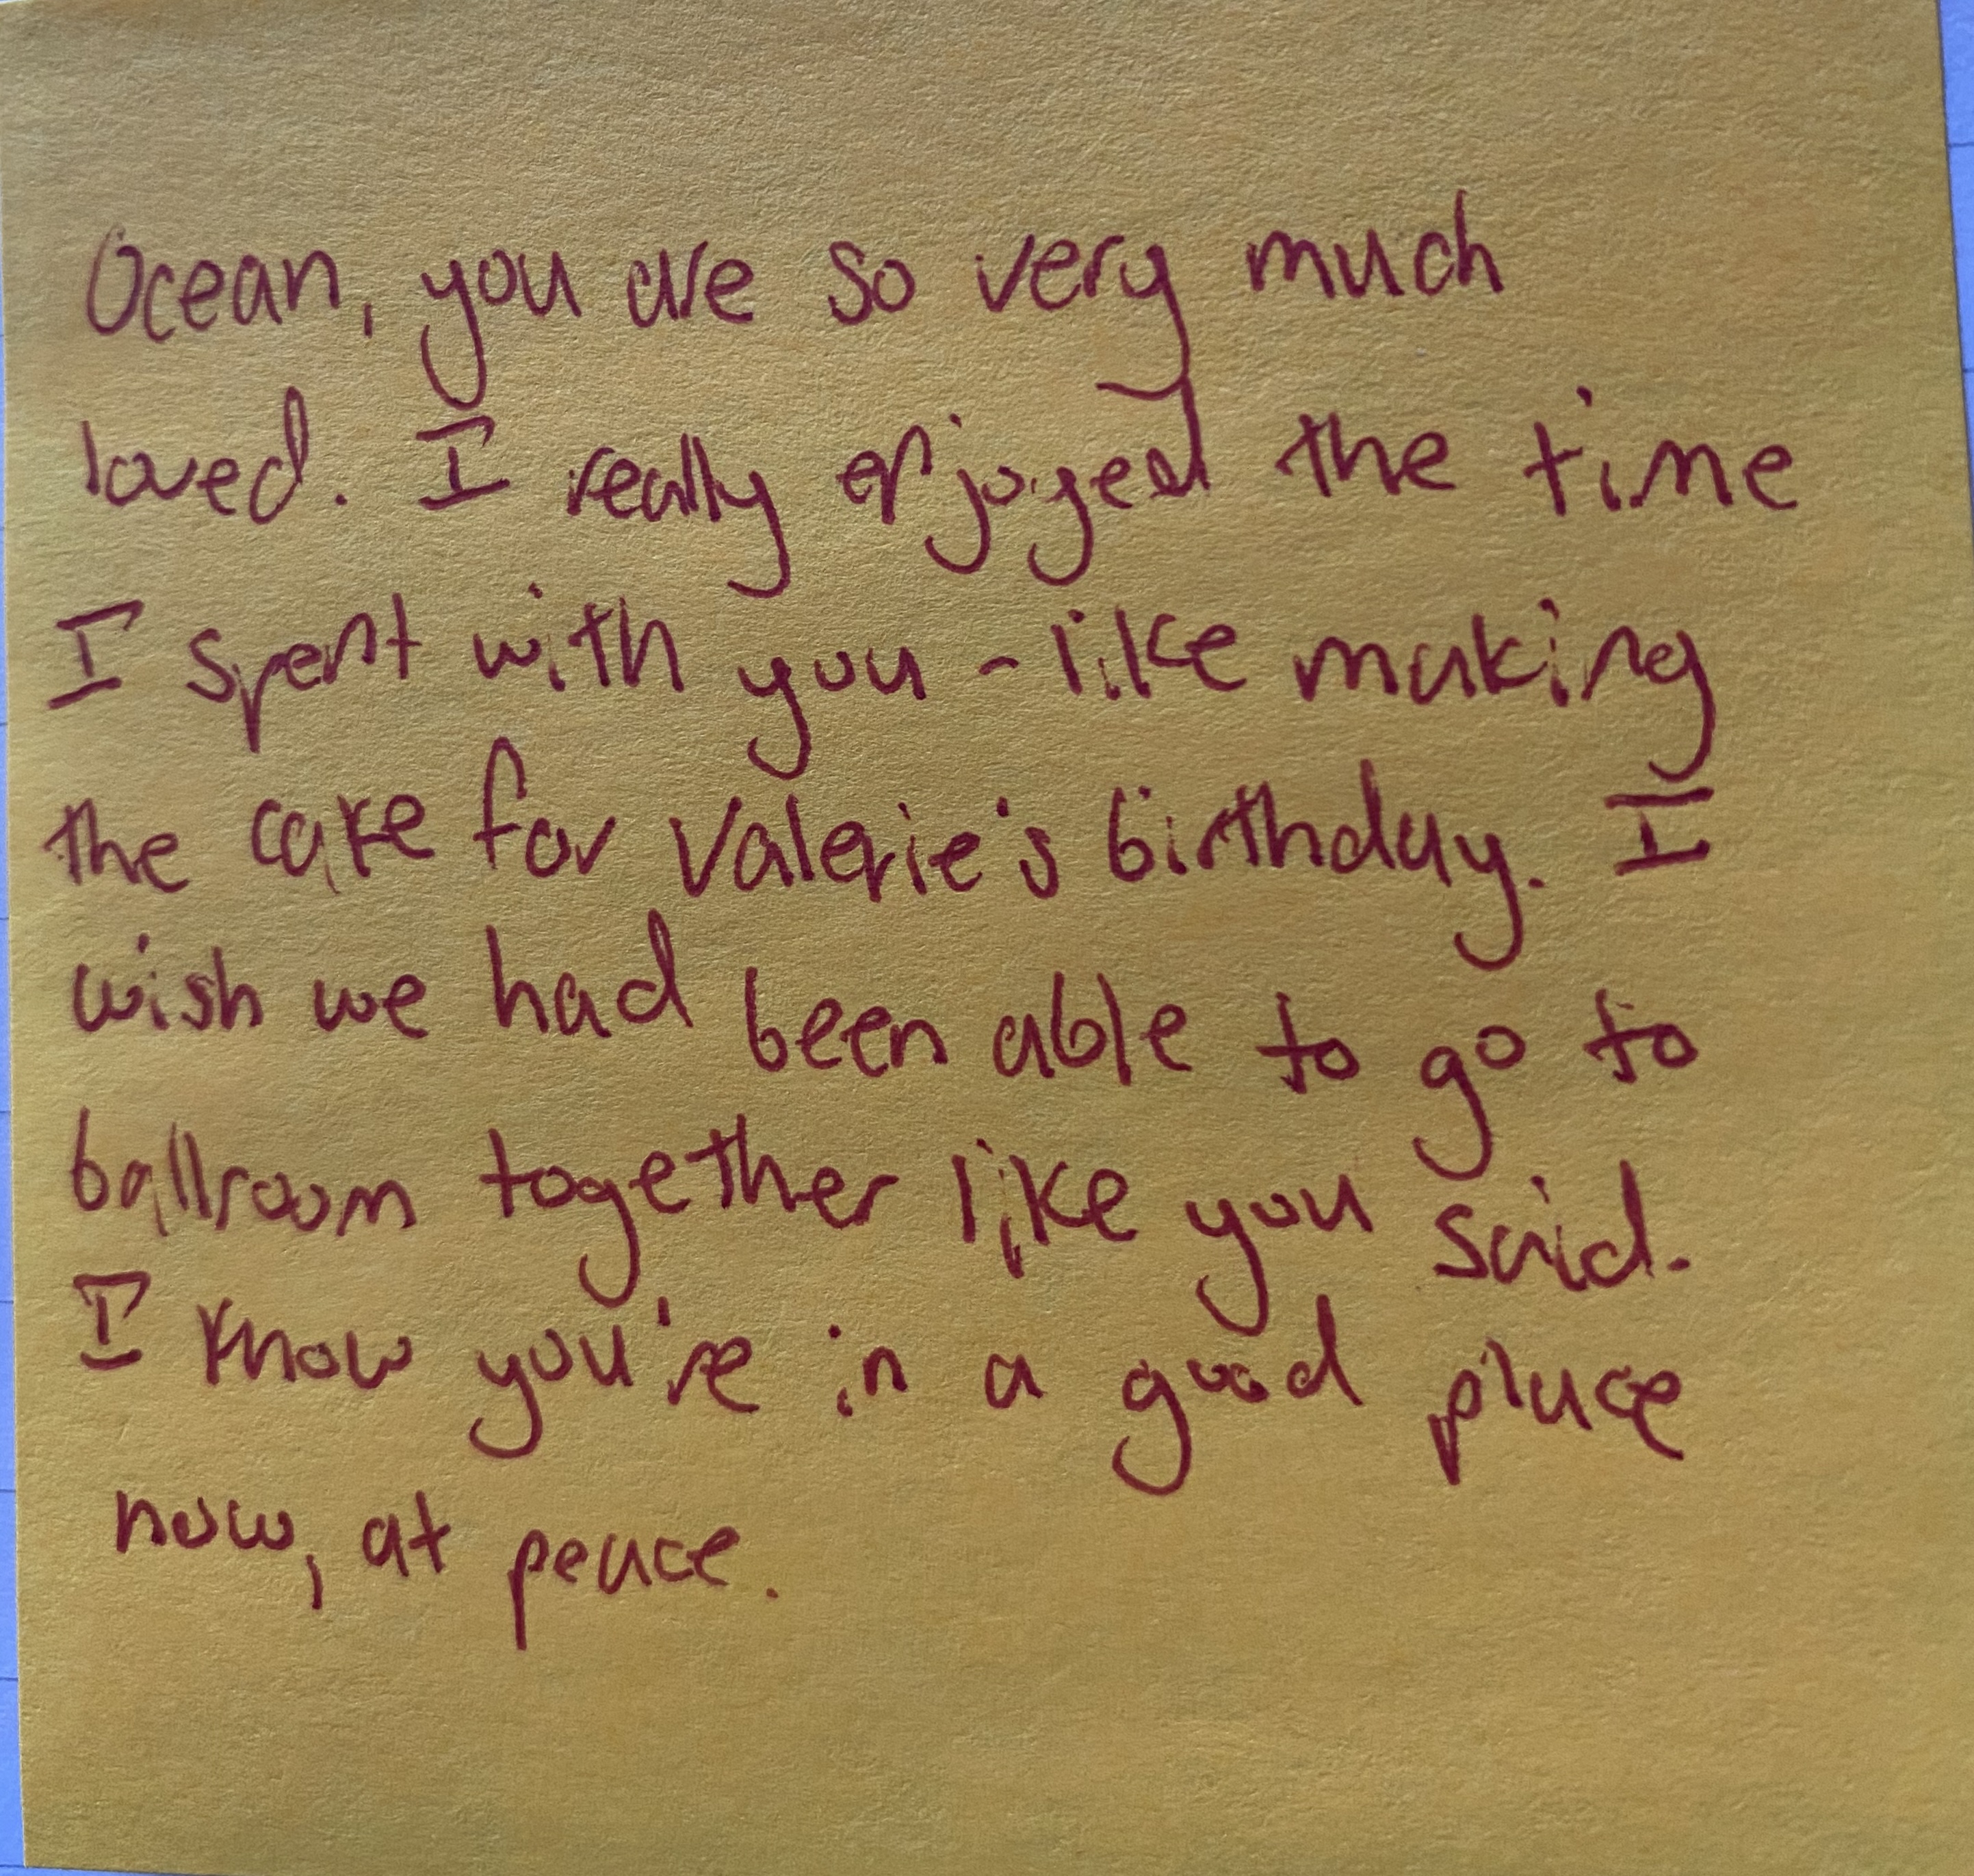 Ocean, you are so very much
loved. I really enjoyed the time
I spent with you - like making
the cake for Valerie's birthday. I
wish we had been able to go to
ballroom together like you said.
I know you're in a good place
now, at peace.